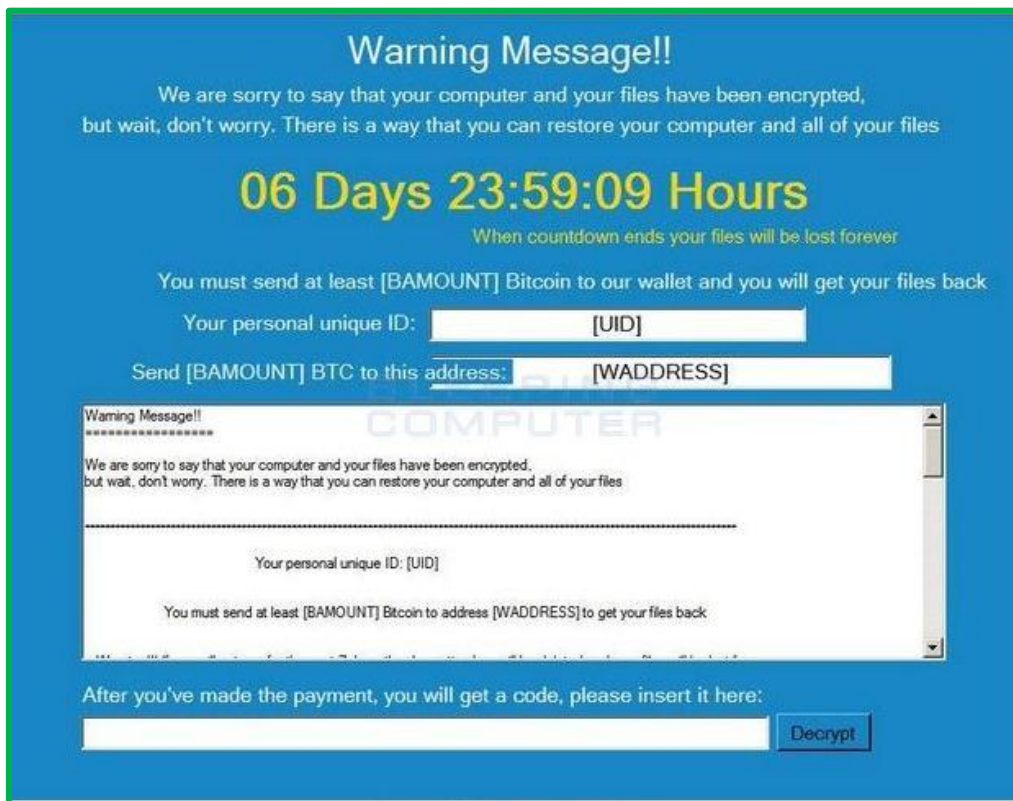 Warning Message!!
We are sorry to say that your computer and your files have been encrypted,
but wait, don't worry. There is a way that you can restore your computer and all of your files
06 Days 23:59:09 Hours
When countdown ends your files will be lost forever
You must send at least [BAMOUNT] Bitcoin to our wallet and you will get your files back
Your personal unique ID: [UID]
Send [BAMOUNT] BTC to this address: [WADDRESS]
BLEEPING
COMPUTER
Warning Message!!
=================
We are sorry to say that your computer and your files have been encrypted,
but wait, don't worry. There is a way that you can restore your computer and all of your files
Your personal unique ID: [UID]
You must send at least [BAMOUNT] Bitcoin to address [WADDRESS] to get your files back
After you've made the payment, you will get a code, please insert it here:
Decrypt